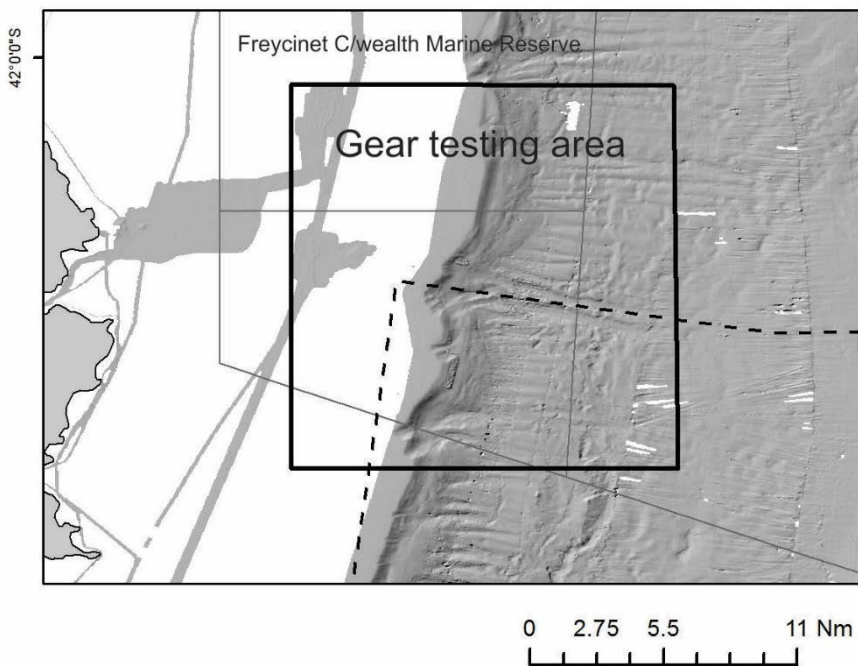 Freycinet C/wealth Marine Reserve
42°0'0"S
Gear testing area
0 2.75 5.5 11 Nm